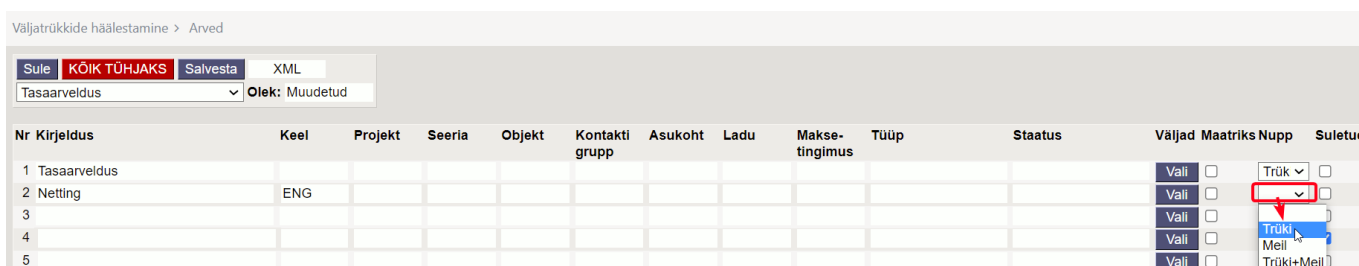 Väljatrükkide häälestamine > Arved
Sule KÕIK TÜHJAKS Salvesta XML
Tasaarveldus Olek: Muudetud
Nr Kirjeldus Keel Projekt Seeria Objekt Kontakti grupp Asukoht Ladu Makse-tingimus Tüüp Staatus Väljad Maatriks Nupp Suletud
1 Tasaarveldus Vali Trük
2 Netting ENG Vali
3 Vali
4 Vali Trüki
Meil
5 Vali Trüki+Meil